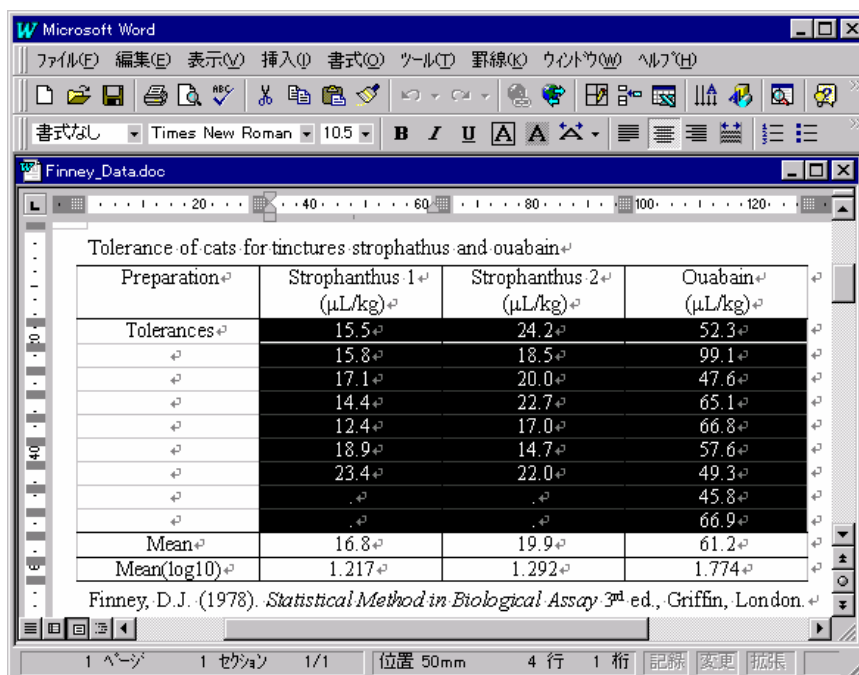 Microsoft Word
ファイル(F) 編集(E) 表示(V) 挿入(I) 書式(O) ツール(T) 罫線(K) ウィンドウ(W) ヘルプ(H)
書式なし Times New Roman 10.5 B I U A A
Finney_Data.doc
20 40 60 80 100 120
Tolerance of cats for tinctures strophathus and ouabain
Preparation Strophanthus 1 (μL/kg) Strophanthus 2 (μL/kg) Ouabain (μL/kg)
Tolerances 15.5 24.2 52.3
15.8 18.5 99.1
17.1 20.0 47.6
14.4 22.7 65.1
12.4 17.0 66.8
18.9 14.7 57.6
23.4 22.0 49.3
. . 45.8
. . 66.9
Mean 16.8 19.9 61.2
Mean(log10) 1.217 1.292 1.774
Finney, D.J. (1978). Statistical Method in Biological Assay 3rd ed., Griffin, London.
1 ページ 1 セクション 1/1 位置 50mm 4 行 1 桁 記録 変更 拡張